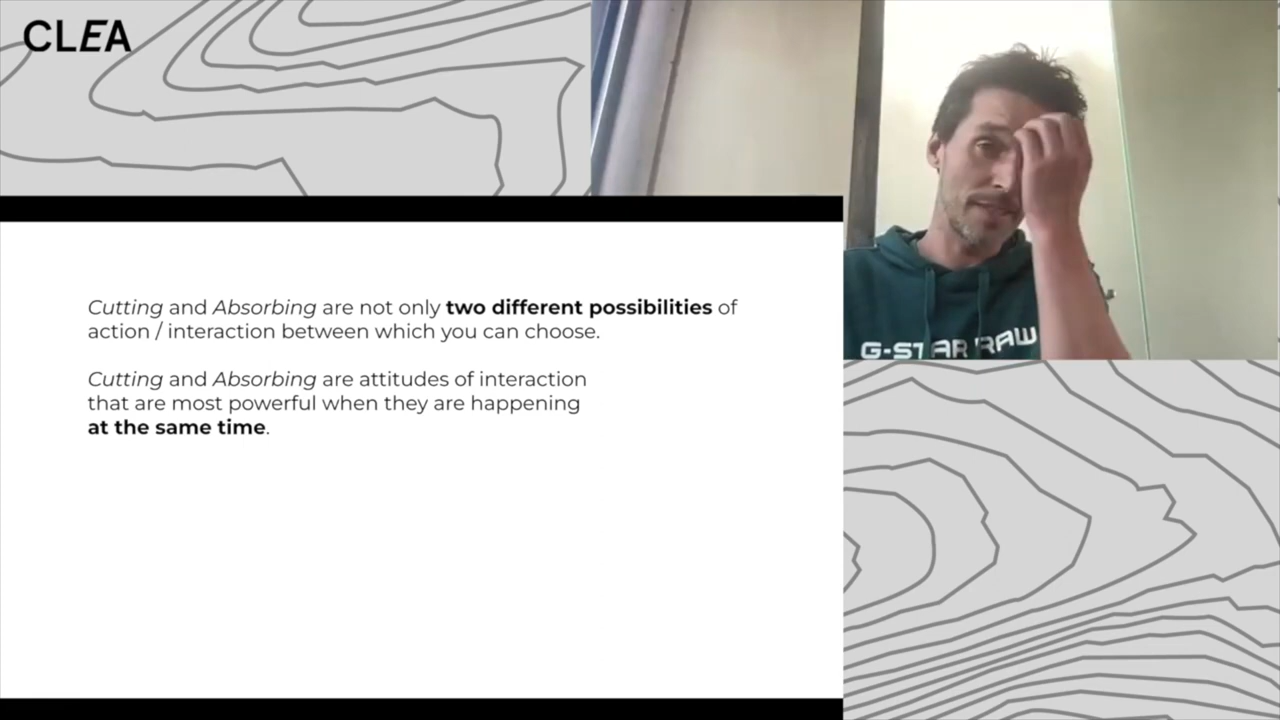 CLEA
Cutting and Absorbing are not only two different possibilities of
action / interaction between which you can choose.
Cutting and Absorbing are attitudes of interaction
that are most powerful when they are happening
at the same time.
G-STAR RAW